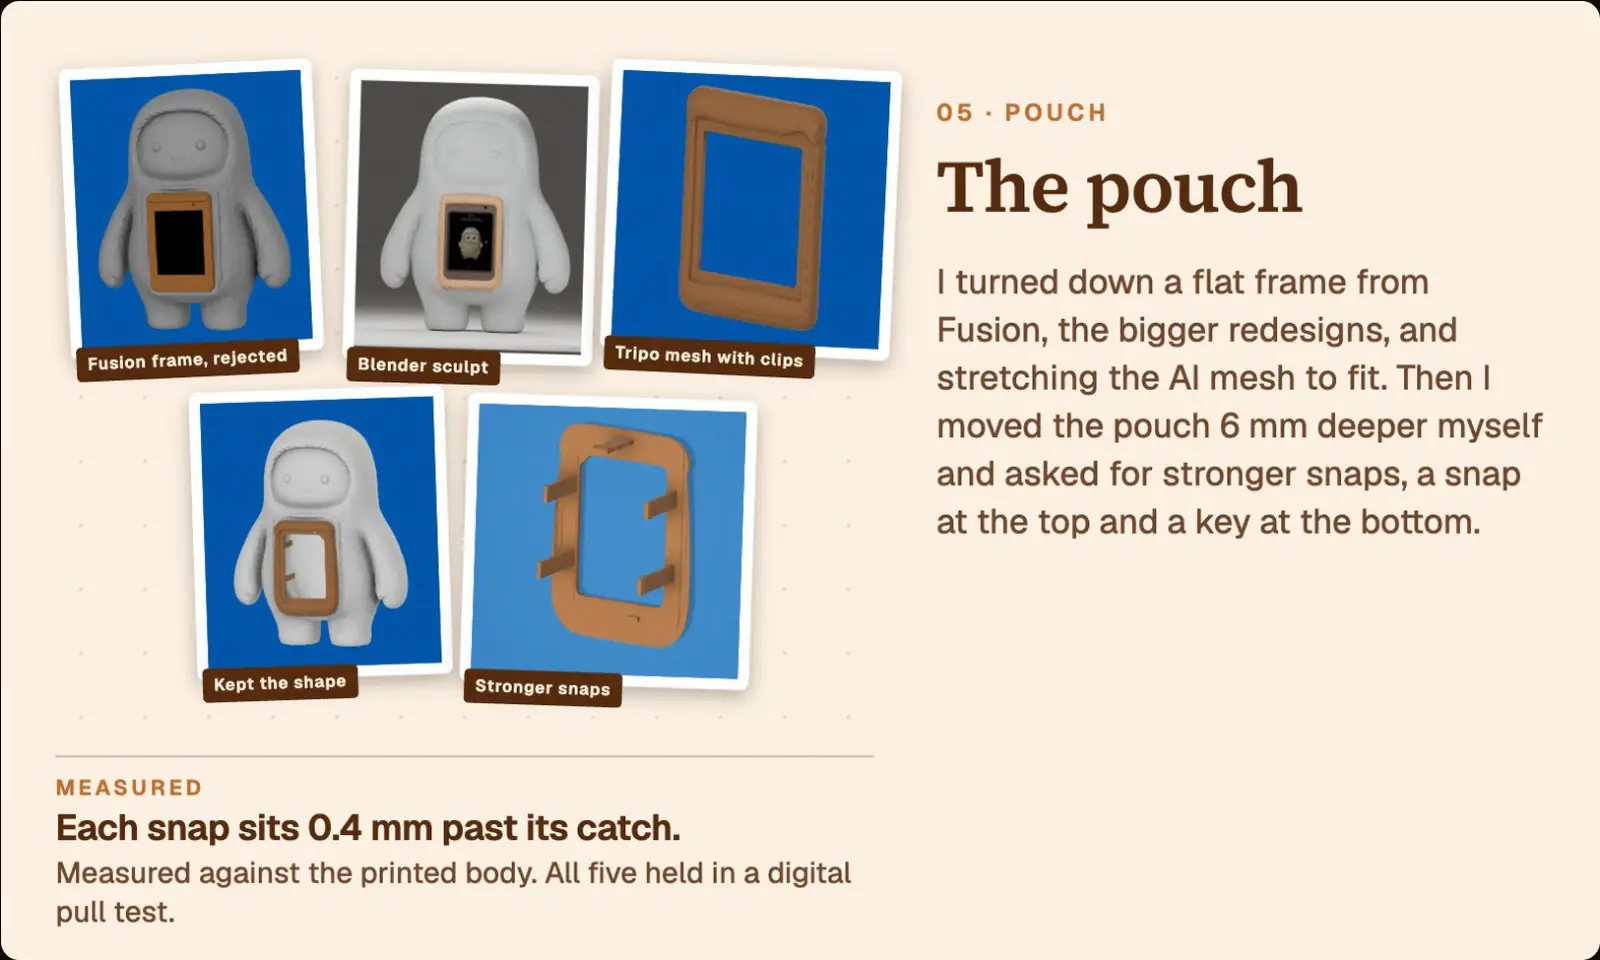 Fusion frame, rejected
Blender sculpt
Tripo mesh with clips
Kept the shape
Stronger snaps
MEASURED
Each snap sits 0.4 mm past its catch.
Measured against the printed body. All five held in a digital
pull test.
05 · POUCH
The pouch
I turned down a flat frame from
Fusion, the bigger redesigns, and
stretching the AI mesh to fit. Then I
moved the pouch 6 mm deeper myself
and asked for stronger snaps, a snap
at the top and a key at the bottom.